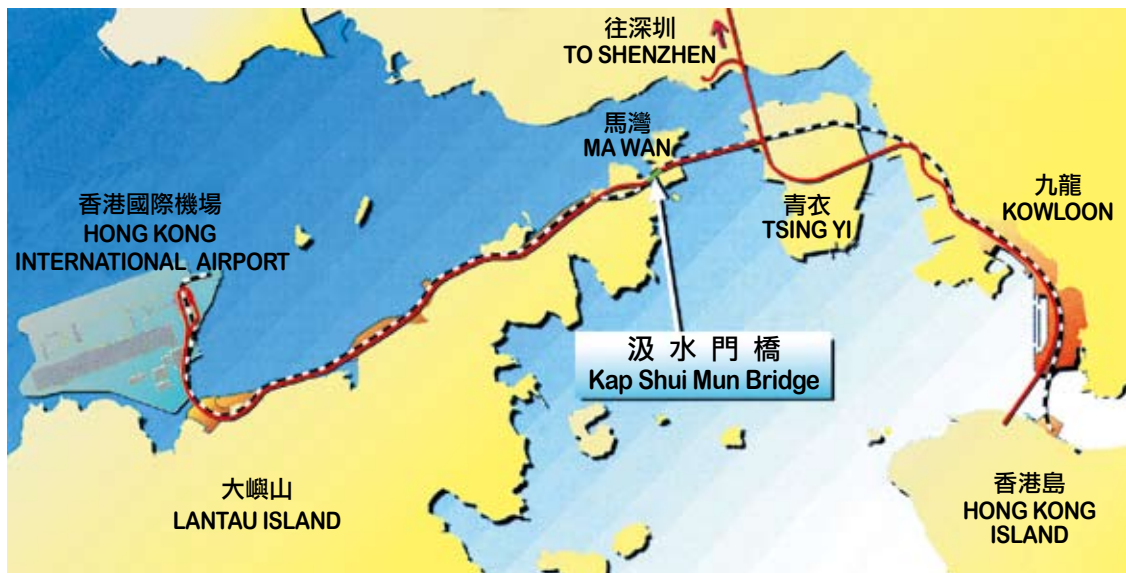 往深圳
TO SHENZHEN
馬灣
MA WAN
香港國際機場
HONG KONG
INTERNATIONAL AIRPORT
青衣
TSING YI
九龍
KOWLOON
汲水門橋
Kap Shui Mun Bridge
大嶼山
LANTAU ISLAND
香港島
HONG KONG
ISLAND